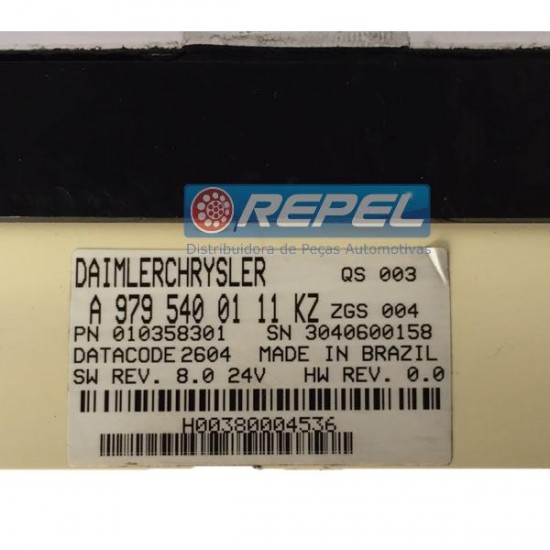 REPEL
Distribuidora de Peças Automotivas
DAIMLERCHRYSLER QS 003
A 979 540 01 11 KZ ZGS 004
PN 010358301 SN 3040600158
DATACODE 2604 MADE IN BRAZIL
SW REV. 8.0 24V HW REV. 0.0
H00380004536